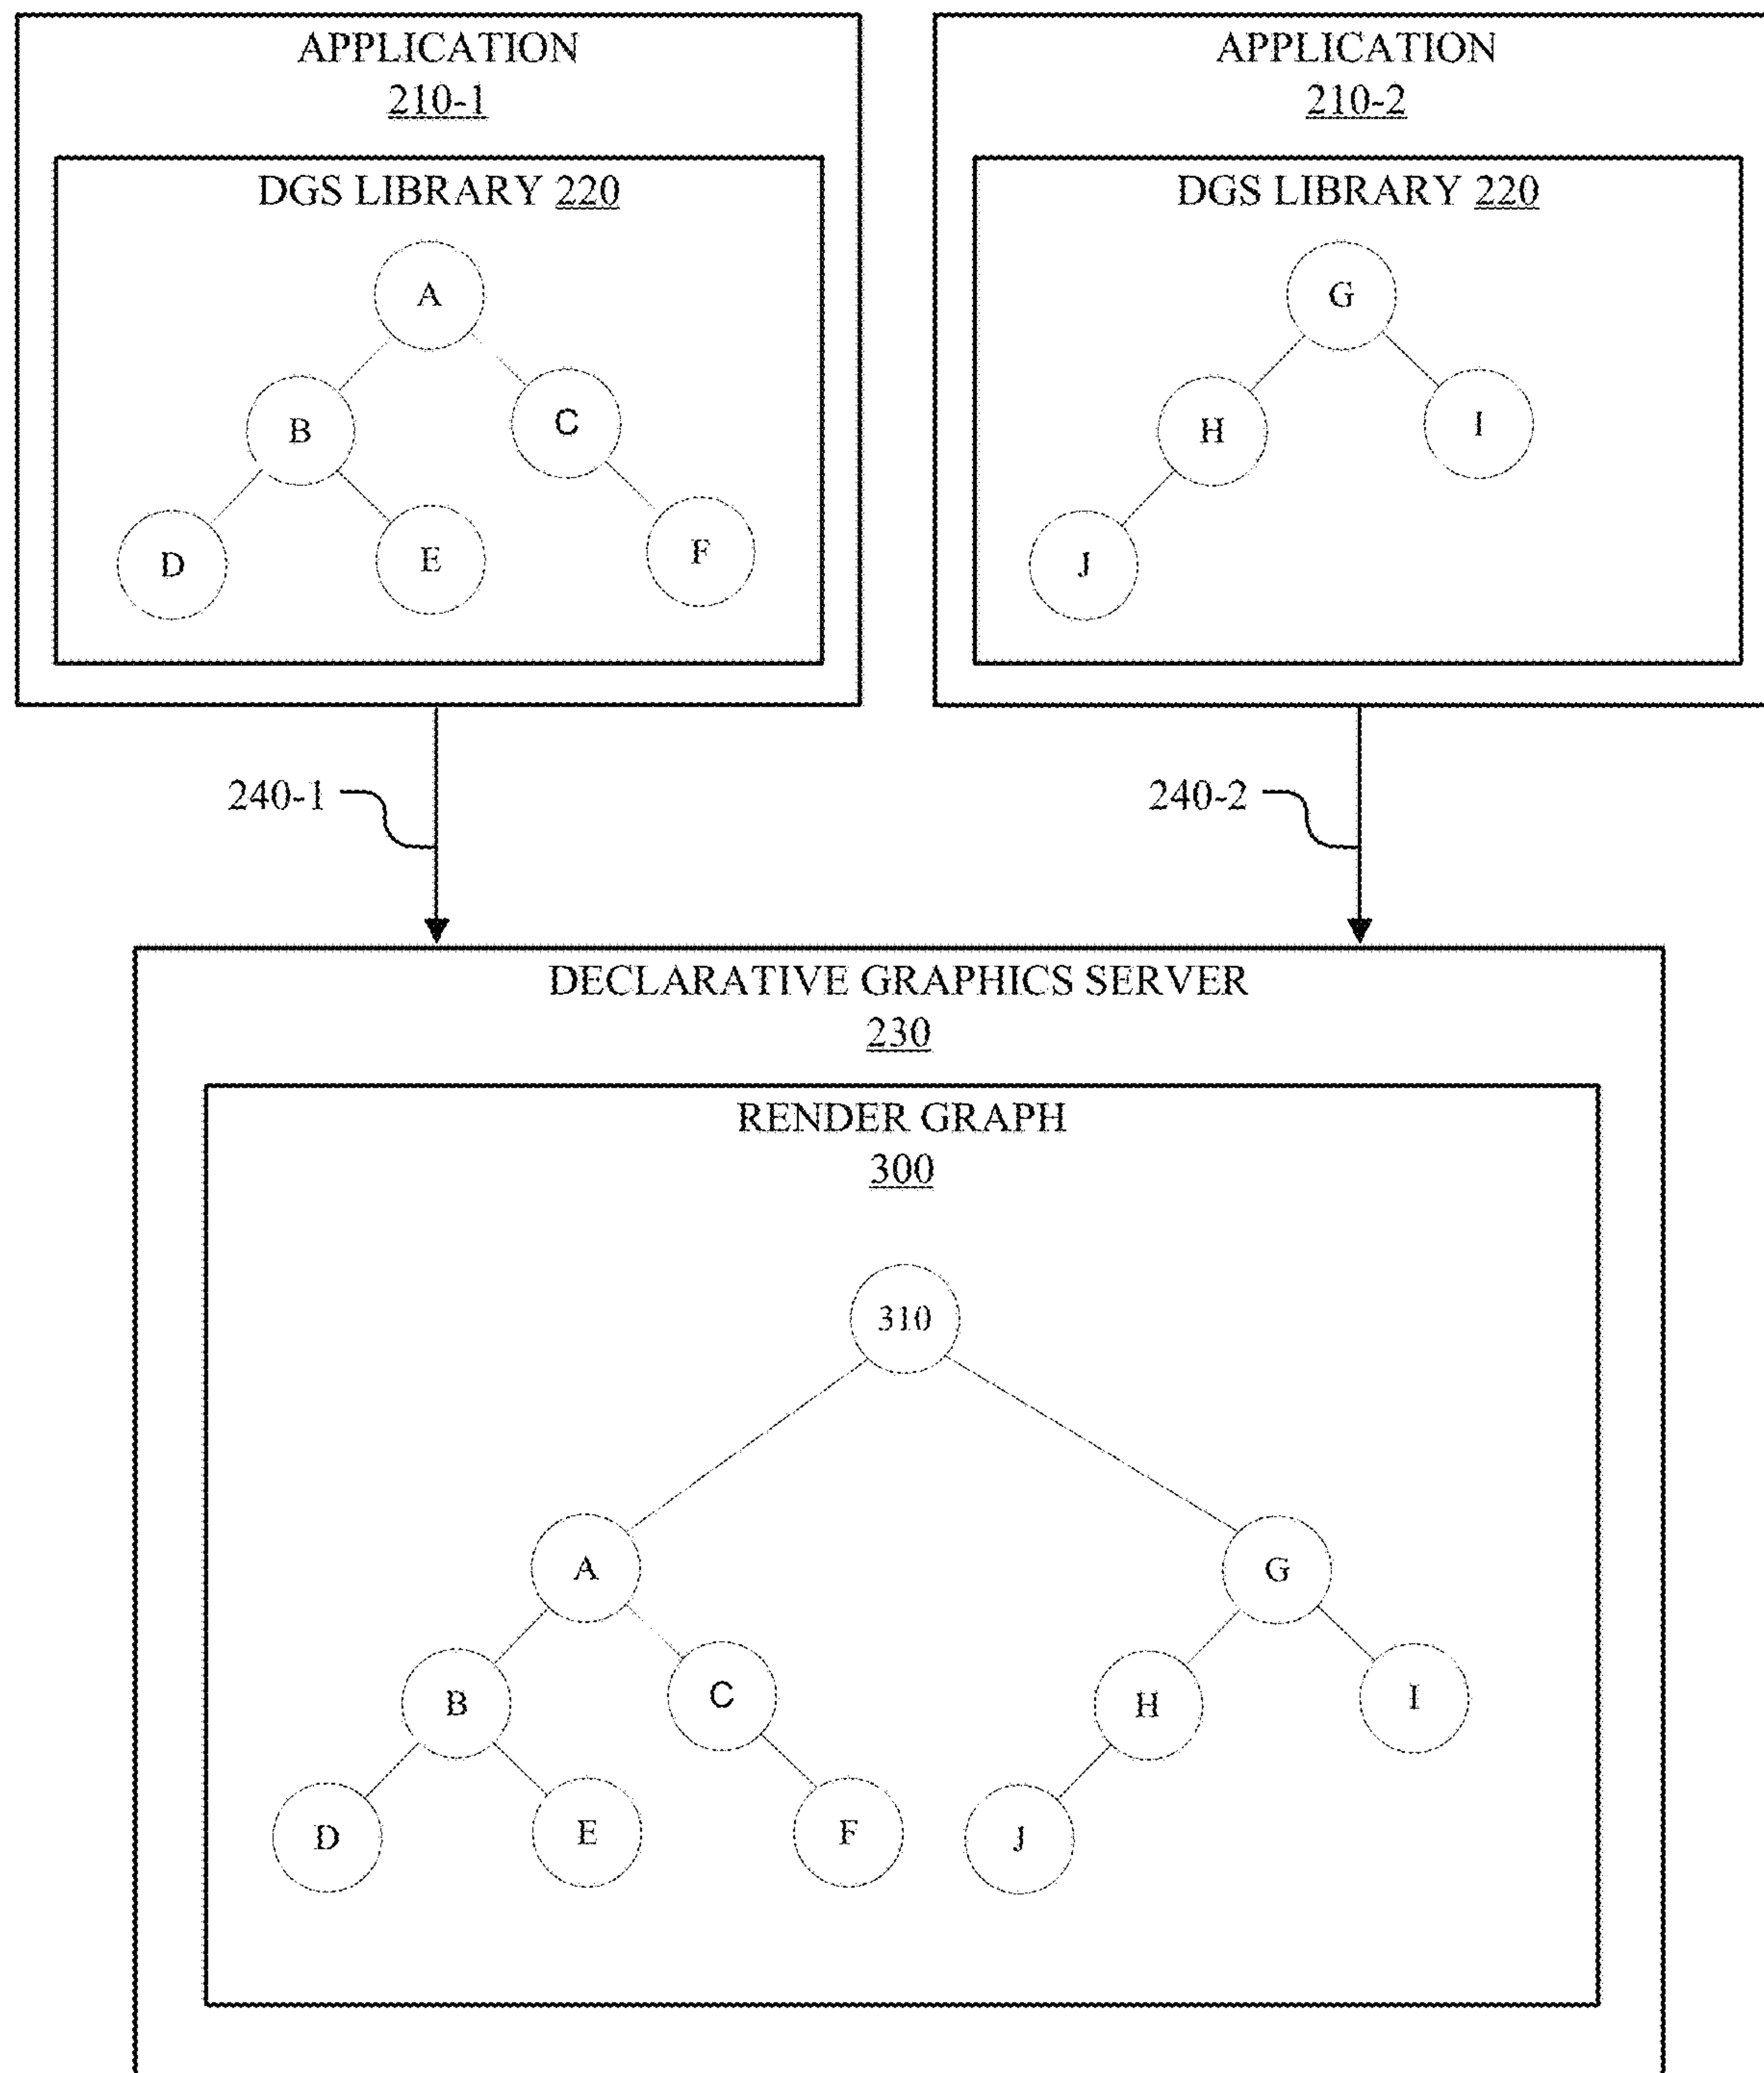 APPLICATION
210-1
DGS LIBRARY 220
A
B
C
D
E
F
APPLICATION
210-2
DGS LIBRARY 220
G
H
I
J
240-1
240-2
DECLARATIVE GRAPHICS SERVER
230
RENDER GRAPH
300
310
A
G
B
C
H
I
D
E
F
J